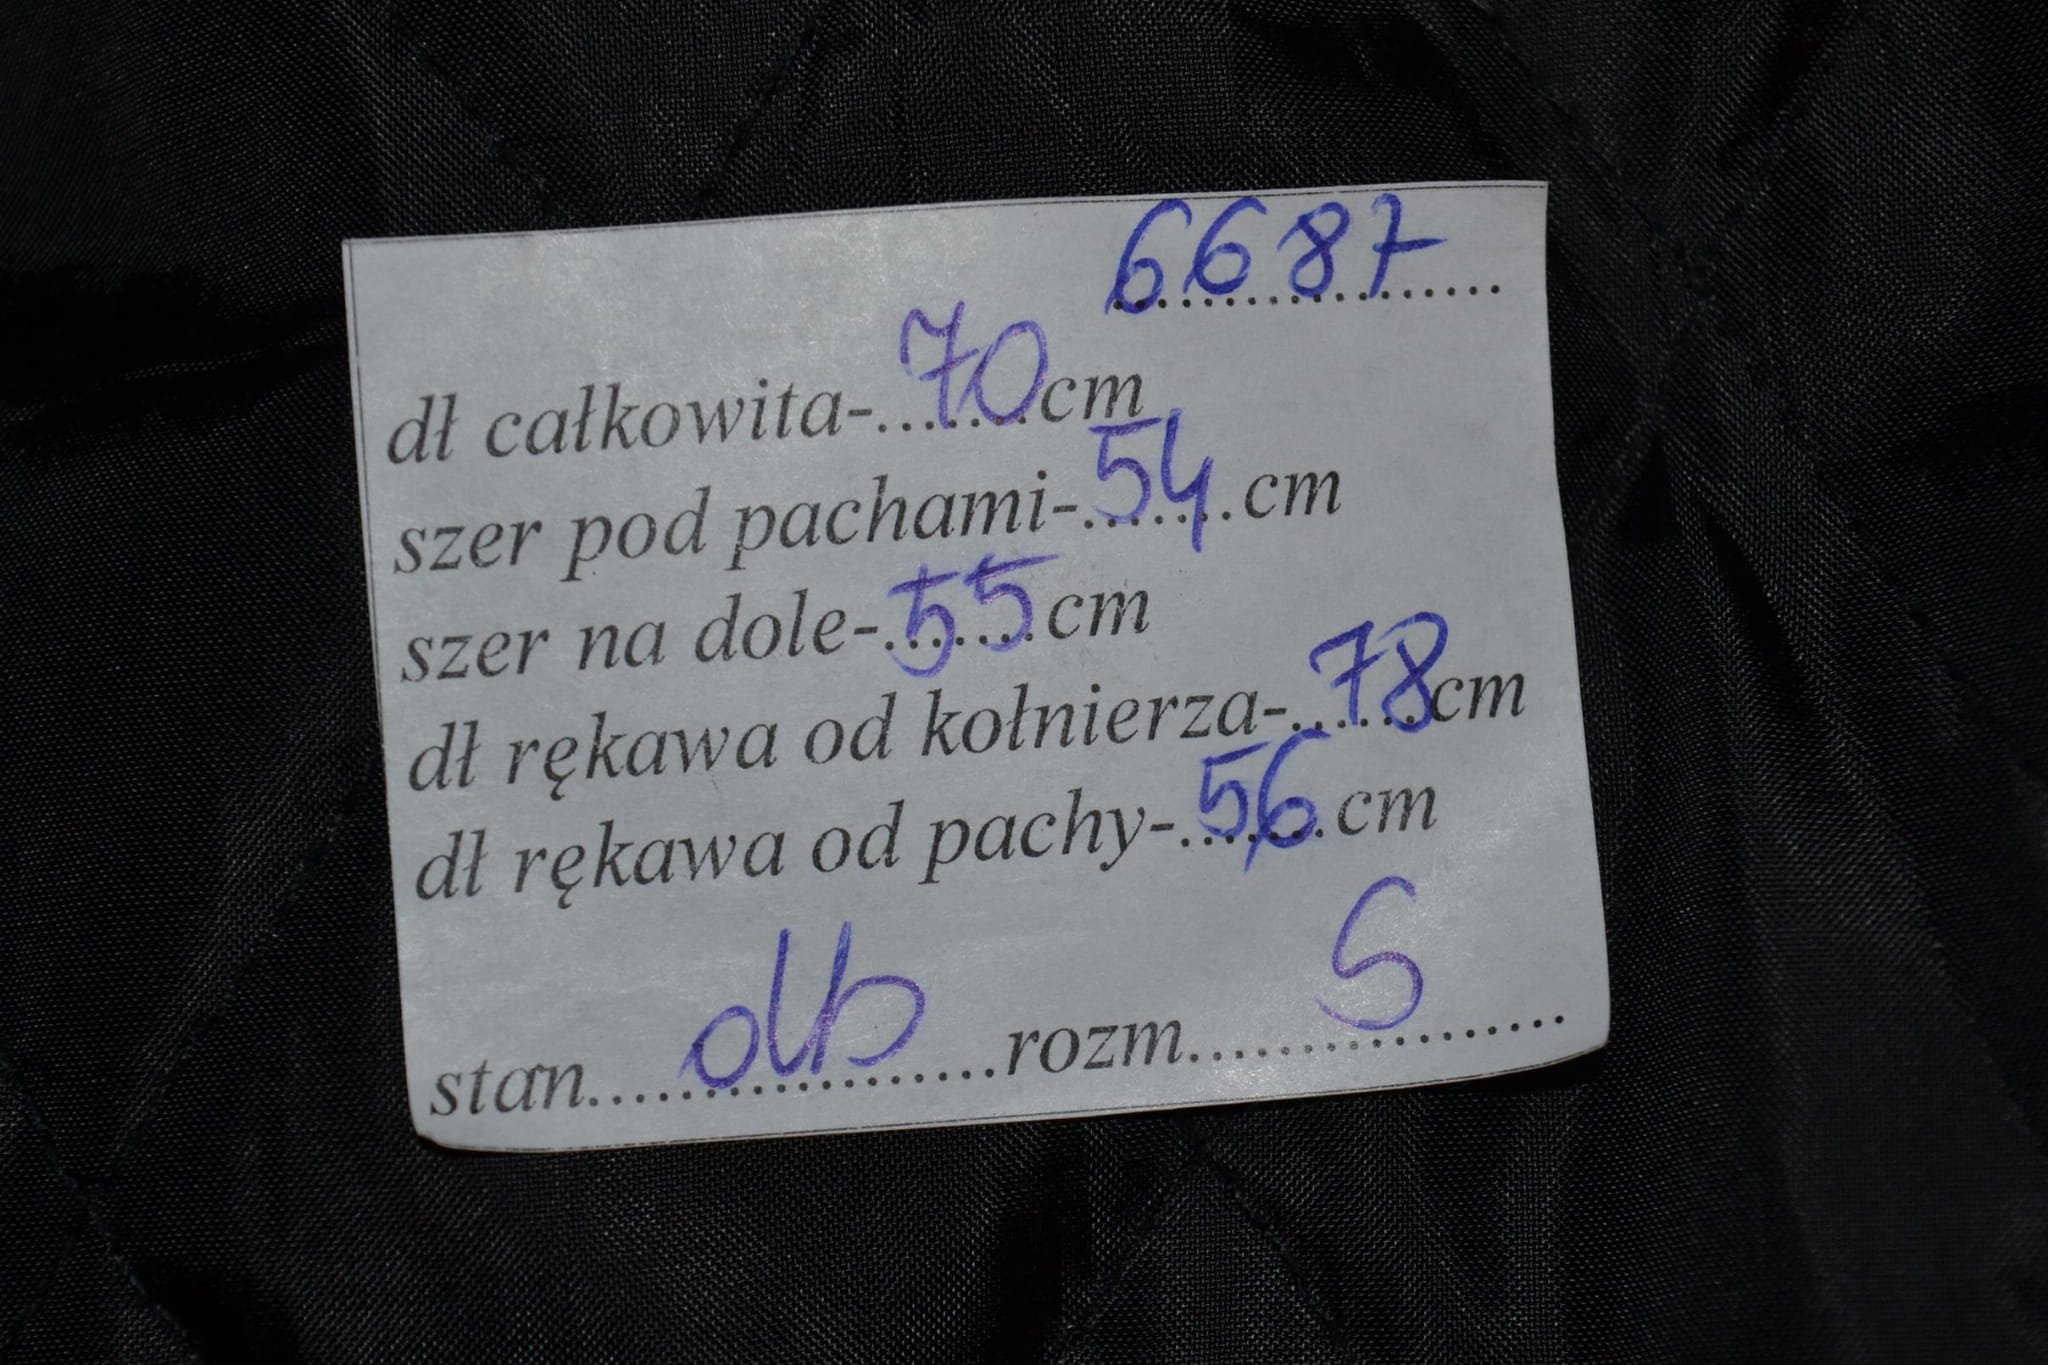 6687
dł całkowita-.......70cm
szer pod pachami-.......54cm
szer na dole-.......55cm
dł rękawa od kołnierza-.......78cm
dł rękawa od pachy-.......56cm
stan....................db rozm....................S